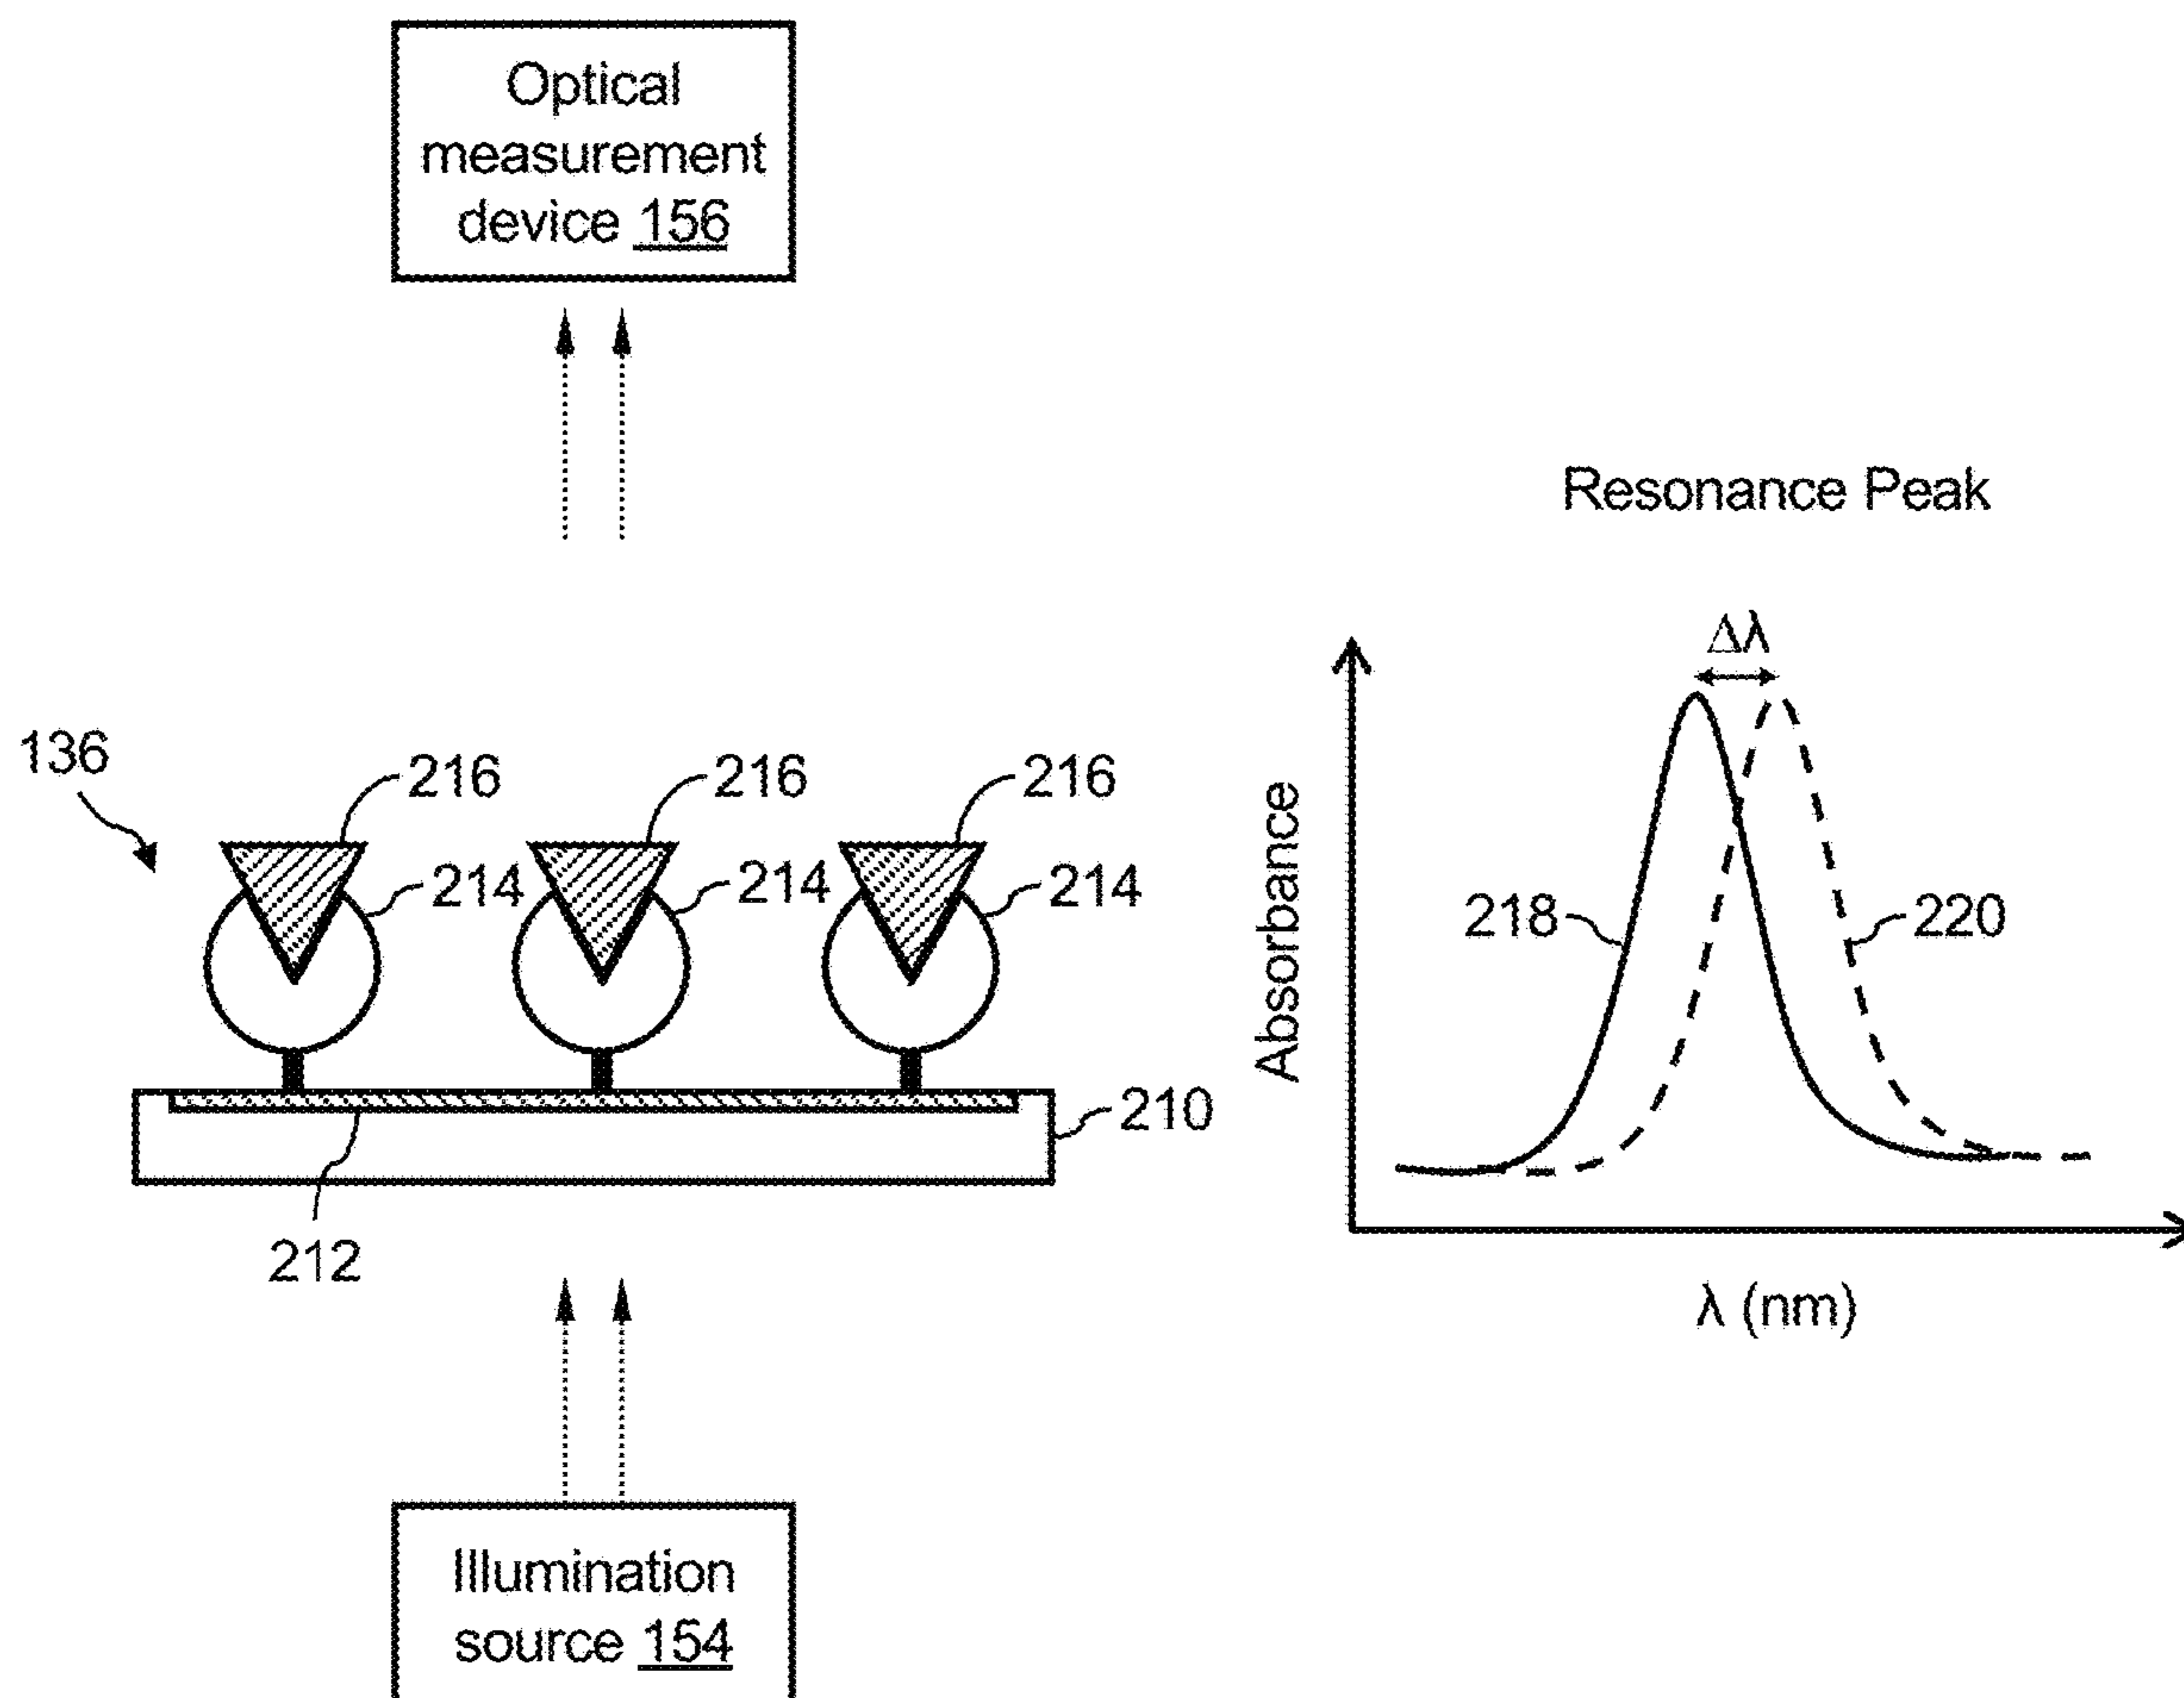 Optical
measurement
device 156
Resonance Peak
Δλ
136
216 216 216
214 214 214
218
220
Absorbance
210
212
λ (nm)
Illumination
source 154